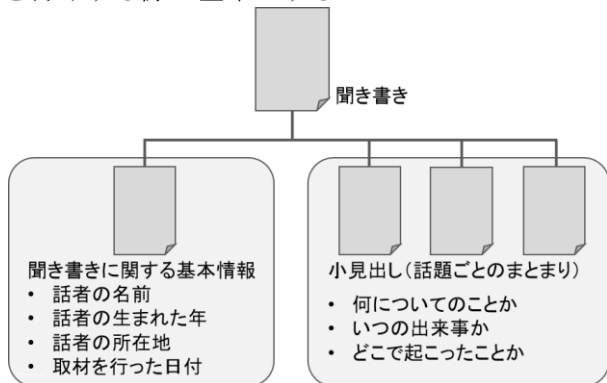 聞き書き
聞き書きに関する基本情報
• 話者の名前
• 話者の生まれた年
• 話者の所在地
• 取材を行った日付
小見出し(話題ごとのまとまり)
• 何についてのことか
• いつの出来事か
• どこで起こったことか